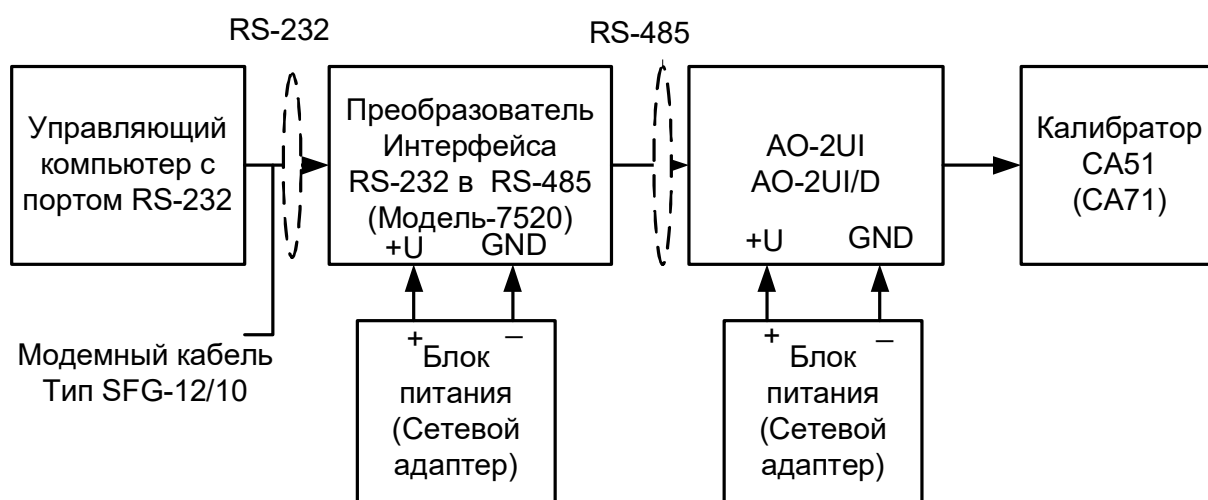 RS-232
RS-485
Управляющий
компьютер с
портом RS-232
Преобразователь
Интерфейса
RS-232 в RS-485
(Модель-7520)
+U GND
AO-2UI
AO-2UI/D
+U GND
Калибратор
СА51
(СА71)
Модемный кабель
Тип SFG-12/10
+ –
Блок
питания
(Сетевой
адаптер)
+ –
Блок
питания
(Сетевой
адаптер)